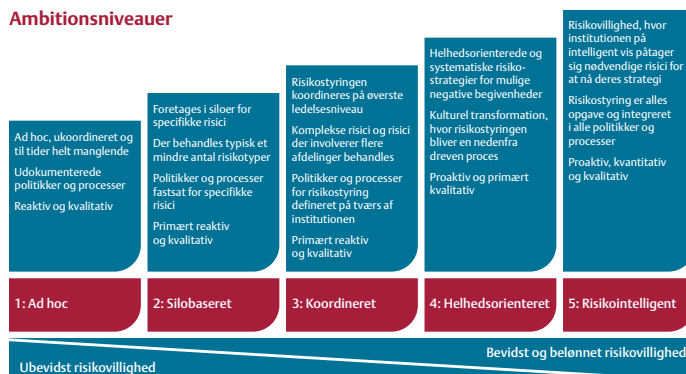 Ambitionsniveauer
Ad hoc, ukoordineret og
til tider helt manglende
Udokumenterede
politikker og processer
Reaktiv og kvalitativ
1: Ad hoc
Foretages i siloer for
specifikke risici
Der behandles typisk et
mindre antal risikotyper
Politikker og processer
fastsat for specifikke
risici
Primært reaktiv
og kvalitativ
2: Silobaseret
Risikostyringen
koordineres på øverste
ledelsesniveau
Komplekse risici og risici
der involverer flere
afdelinger behandles
Politikker og processer
for risikostyring
defineret på tværs af
institutionen
Primært reaktiv
og kvalitativ
3: Koordineret
Helhedsorienterede og
systematiske risiko-
strategier for mulige
negative begivenheder
Kulturel transformation,
hvor risikostyringen
bliver en nedenfra
dreven proces
Proaktiv og primært
kvalitativ
4: Helhedsorienteret
Risikovillighed, hvor
institutionen på
intelligent vis påtager
sig nødvendige risici for
at nå deres strategi
Risikostyring er alles
opgave og integreret
i alle politikker og
processer
Proaktiv, kvantitativ
og kvalitativ
5: Risikointelligent
Bevidst og belønnet risikovillighed
Ubevidst risikovillighed